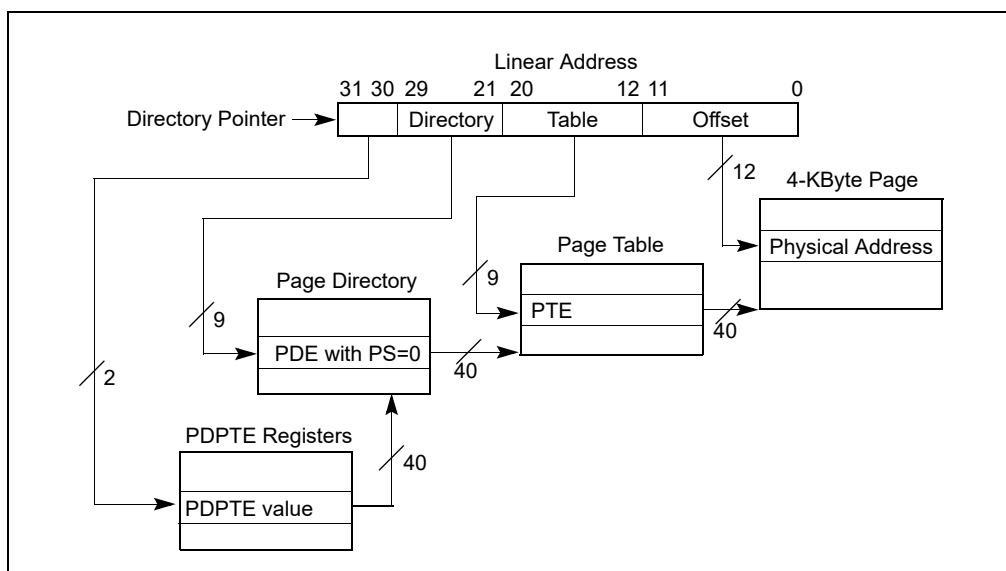 Linear Address
31 30 29 21 20 12 11 0
Directory Pointer Directory Table Offset
12
4-KByte Page
Physical Address
Page Table
9
PTE
40
Page Directory
9
PDE with PS=0
40
2
PDPTE Registers
40
PDPTE value